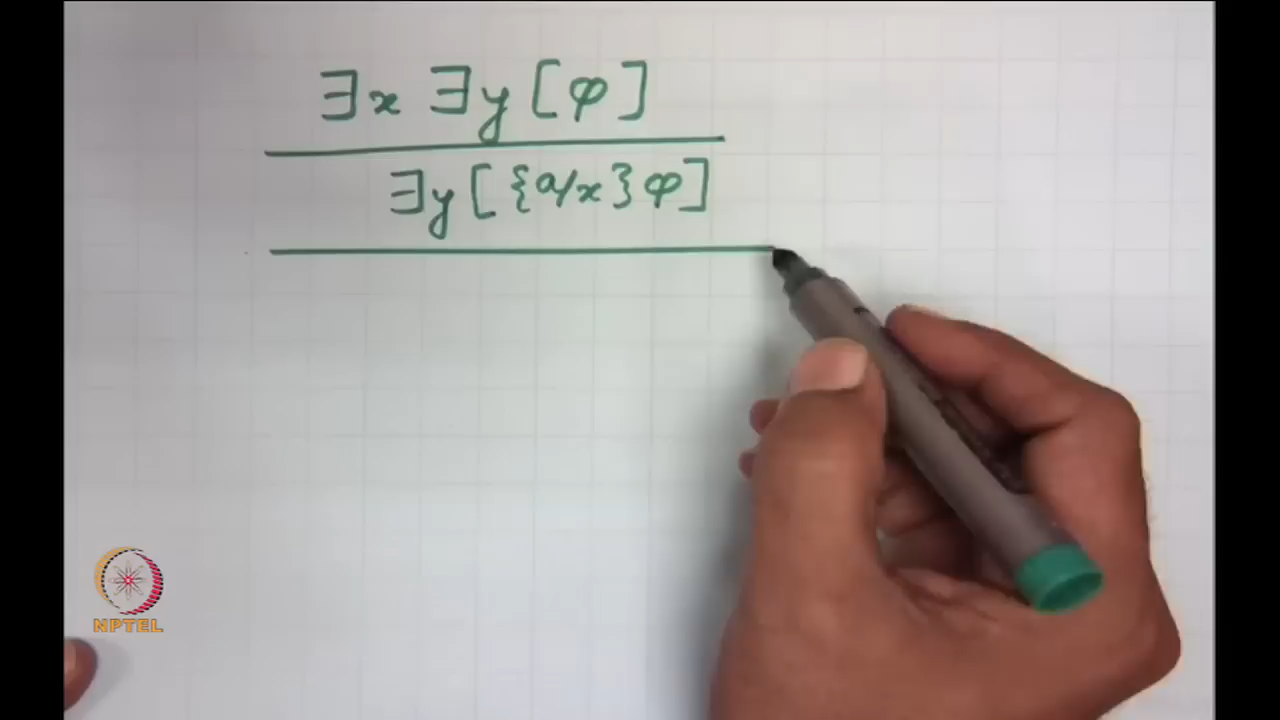 ∃x ∃y [φ]
∃y [{a/x}φ]
NPTEL